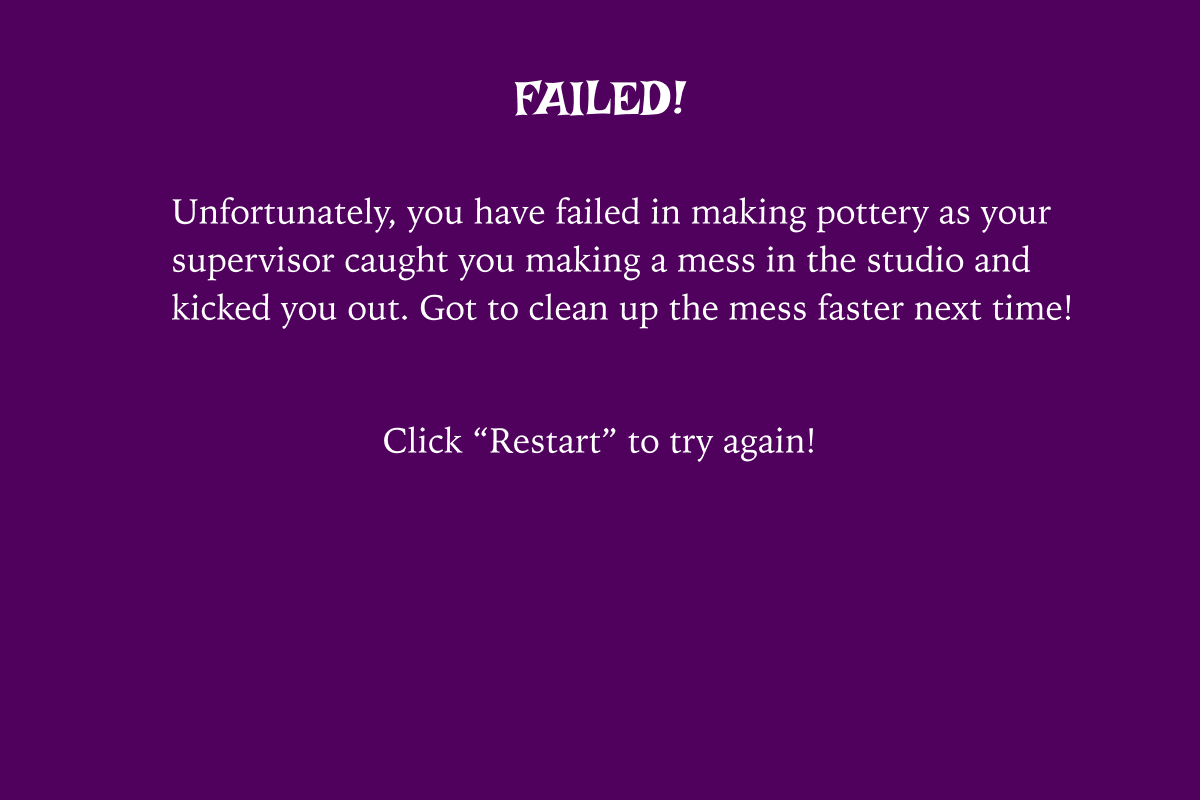 FAILED!
Unfortunately, you have failed in making pottery as your
supervisor caught you making a mess in the studio and
kicked you out. Got to clean up the mess faster next time!
Click “Restart” to try again!